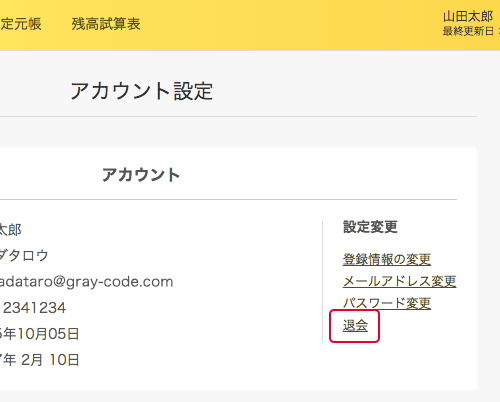 定元帳 残高試算表
山田太郎
最終更新日
アカウント設定
アカウント
太郎
ダタロウ
adataro@gray-code.com
12341234
年10月05日
年 2月 10日
設定変更
登録情報の変更
メールアドレス変更
パスワード変更
退会